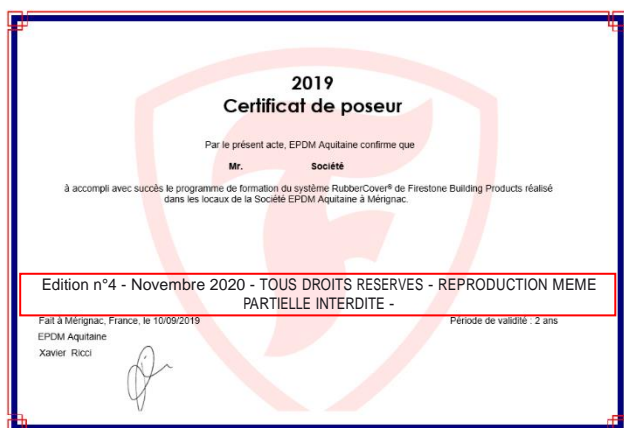 2019
Certificat de poseur
Par le présent acte, EPDM Aquitaine confirme que
Mr. Société
à accompli avec succès le programme de formation du système RubberCover® de Firestone Building Products réalisé
dans les locaux de la Société EPDM Aquitaine à Mérignac.
Edition n°4 - Novembre 2020 - TOUS DROITS RESERVES - REPRODUCTION MEME
PARTIELLE INTERDITE -
Fait à Mérignac, France, le 10/09/2019 Période de validité : 2 ans
EPDM Aquitaine
Xavier Ricci